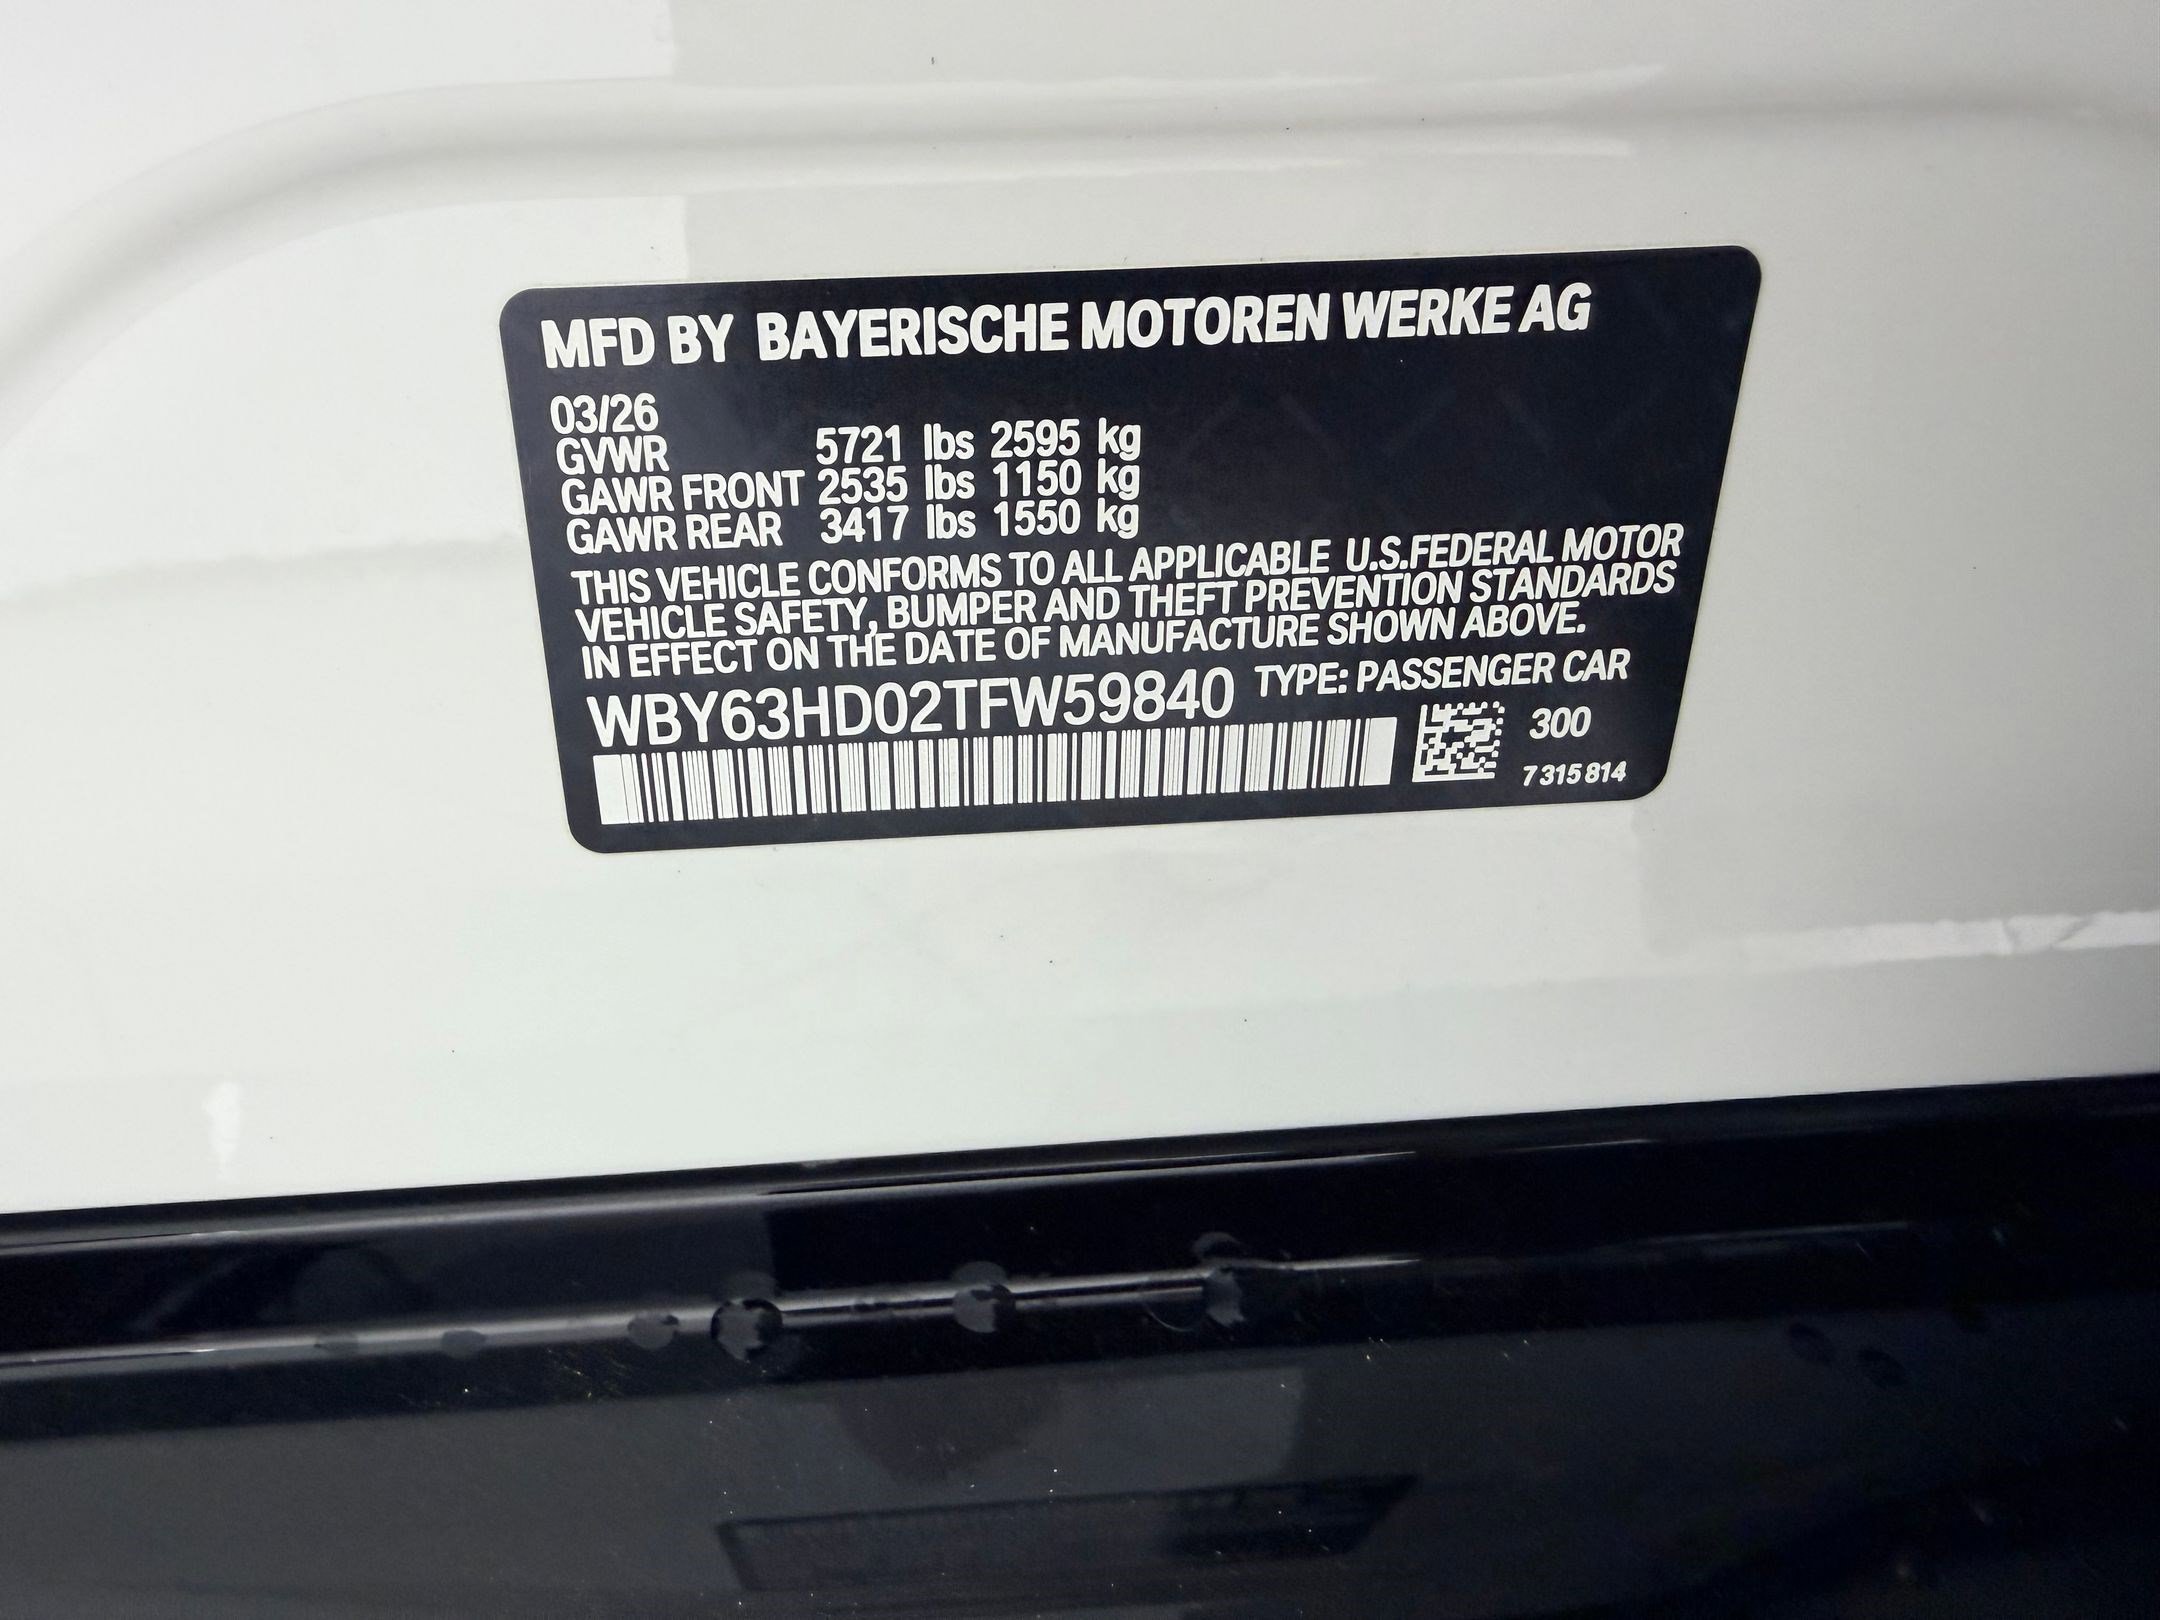 MFD BY BAYERISCHE MOTOREN WERKE AG
03/26
GVWR 5721 lbs 2595 kg
GAWR FRONT 2535 lbs 1150 kg
GAWR REAR 3417 lbs 1550 kg
THIS VEHICLE CONFORMS TO ALL APPLICABLE U.S.FEDERAL MOTOR
VEHICLE SAFETY, BUMPER AND THEFT PREVENTION STANDARDS
IN EFFECT ON THE DATE OF MANUFACTURE SHOWN ABOVE.
WBY63HD02TFW59840 TYPE: PASSENGER CAR
300
7 315 814